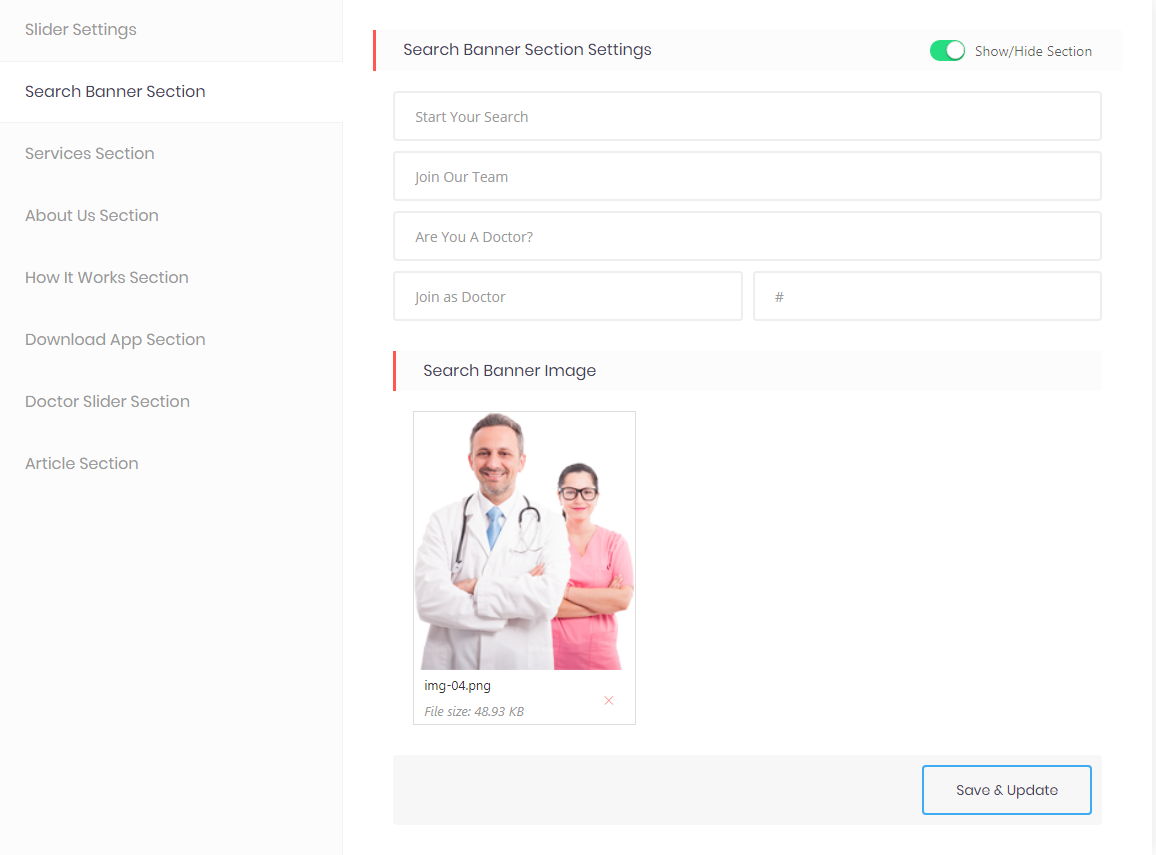 Slider Settings
Search Banner Section
Services Section
About Us Section
How It Works Section
Download App Section
Doctor Slider Section
Article Section
Search Banner Section Settings
Show/Hide Section
Start Your Search
Join Our Team
Are You A Doctor?
Join as Doctor
#
Search Banner Image
img-04.png
File size: 48.93 KB
Save & Update